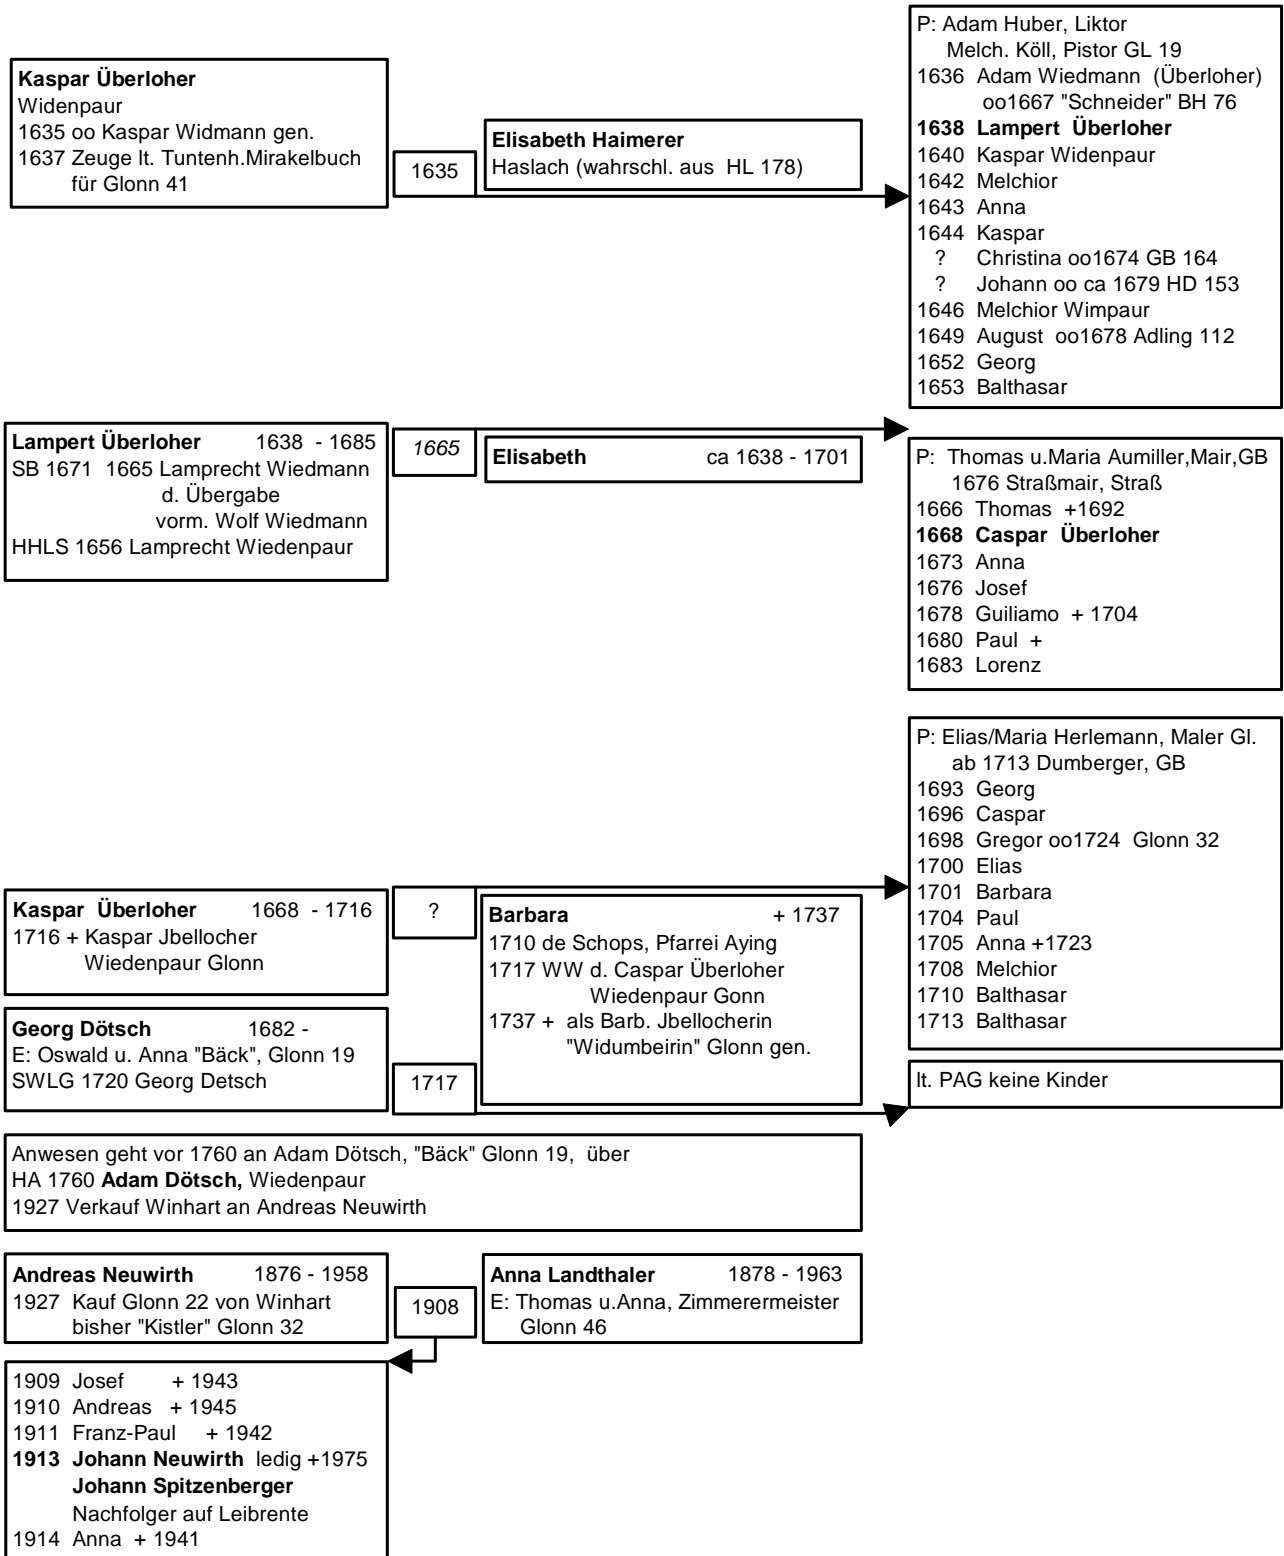 Kaspar Überloher
Widenpaur
1635 oo Kaspar Widmann gen.
1637 Zeuge lt. Tuntenh.Mirakelbuch
für Glonn 41
1635
Elisabeth Haimerer
Haslach (wahrschl. aus HL 178)
P: Adam Huber, Liktor
Melch. Köll, Pistor GL 19
1636 Adam Wiedmann (Überloher)
oo1667 "Schneider" BH 76
1638 Lampert Überloher
1640 Kaspar Widenpaur
1642 Melchior
1643 Anna
1644 Kaspar
? Christina oo1674 GB 164
? Johann oo ca 1679 HD 153
1646 Melchior Wimpaur
1649 August oo1678 Adling 112
1652 Georg
1653 Balthasar
Lampert Überloher 1638 - 1685
SB 1671 1665 Lamprecht Wiedmann
d. Übergabe
vorm. Wolf Wiedmann
HHLS 1656 Lamprecht Wiedenpaur
1665
Elisabeth ca 1638 - 1701
P: Thomas u.Maria Aumiller,Mair,GB
1676 Straßmair, Straß
1666 Thomas +1692
1668 Caspar Überloher
1673 Anna
1676 Josef
1678 Guiliamo + 1704
1680 Paul +
1683 Lorenz
P: Elias/Maria Herlemann, Maler Gl.
ab 1713 Dumberger, GB
1693 Georg
1696 Caspar
1698 Gregor oo1724 Glonn 32
1700 Elias
1701 Barbara
1704 Paul
1705 Anna +1723
1708 Melchior
1710 Balthasar
1713 Balthasar
Kaspar Überloher 1668 - 1716
1716 + Kaspar Jbellocher
Wiedenpaur Glonn
?
Barbara + 1737
1710 de Schops, Pfarrei Aying
1717 WW d. Caspar Überloher
Wiedenpaur Gonn
1737 + als Barb. Jbellocherin
"Widumbeirin" Glonn gen.
Georg Dötsch 1682 -
E: Oswald u. Anna "Bäck", Glonn 19
SWLG 1720 Georg Detsch
1717
lt. PAG keine Kinder
Anwesen geht vor 1760 an Adam Dötsch, "Bäck" Glonn 19, über
HA 1760 Adam Dötsch, Wiedenpaur
1927 Verkauf Winhart an Andreas Neuwirth
Andreas Neuwirth 1876 - 1958
1927 Kauf Glonn 22 von Winhart
bisher "Kistler" Glonn 32
1908
Anna Landthaler 1878 - 1963
E: Thomas u.Anna, Zimmerermeister
Glonn 46
1909 Josef + 1943
1910 Andreas + 1945
1911 Franz-Paul + 1942
1913 Johann Neuwirth ledig +1975
Johann Spitzenberger
Nachfolger auf Leibrente
1914 Anna + 1941